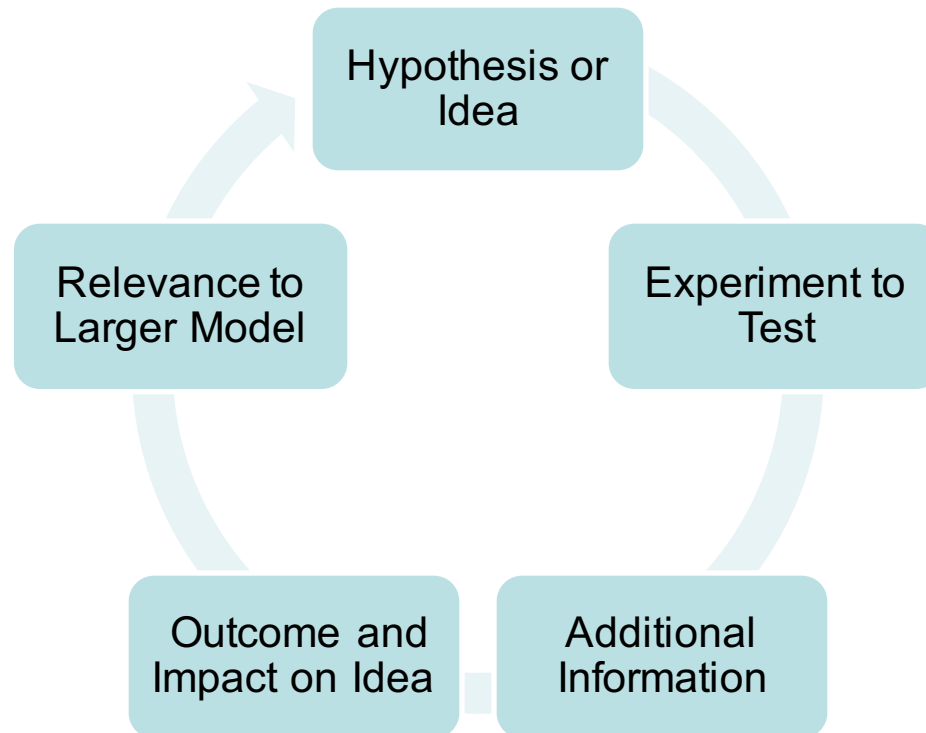 Hypothesis or
Idea
Experiment to
Test
Additional
Information
Outcome and
Impact on Idea
Relevance to
Larger Model